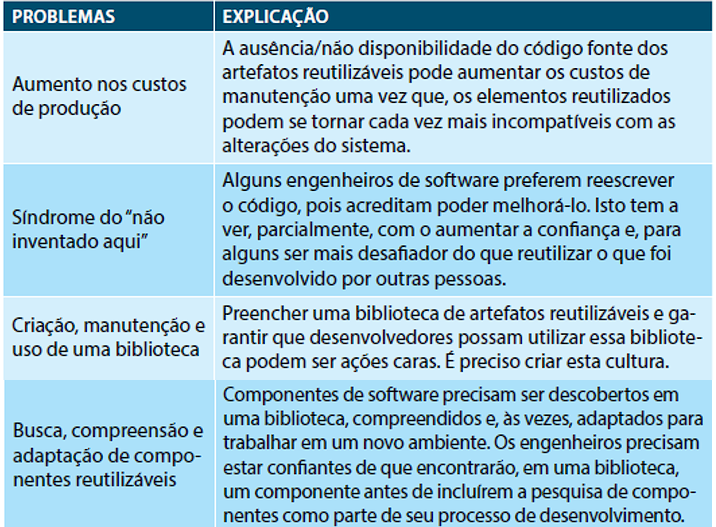 PROBLEMAS
EXPLICAÇÃO
Aumento nos custos
de produção
A ausência/não disponibilidade do código fonte dos
artefatos reutilizáveis pode aumentar os custos de
manutenção uma vez que, os elementos reutilizados
podem se tornar cada vez mais incompatíveis com as
alterações do sistema.
Síndrome do “não
inventado aqui”
Alguns engenheiros de software preferem reescrever
o código, pois acreditam poder melhorá-lo. Isto tem a
ver, parcialmente, com o aumentar a confiança e, para
alguns ser mais desafiador do que reutilizar o que foi
desenvolvido por outras pessoas.
Criação, manutenção e
uso de uma biblioteca
Preencher uma biblioteca de artefatos reutilizáveis e ga-
rantir que desenvolvedores possam utilizar essa bibliote-
ca podem ser ações caras. É preciso criar esta cultura.
Busca, compreensão e
adaptação de compo-
nentes reutilizáveis
Componentes de software precisam ser descobertos em
uma biblioteca, compreendidos e, às vezes, adaptados para
trabalhar em um novo ambiente. Os engenheiros precisam
estar confiantes de que encontrarão, em uma biblioteca,
um componente antes de incluírem a pesquisa de compo-
nentes como parte de seu processo de desenvolvimento.